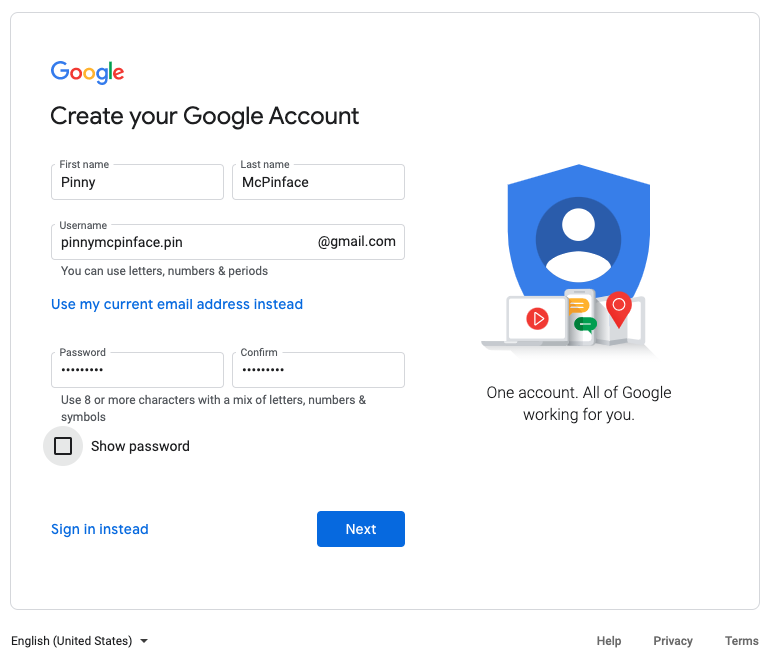 Google
Create your Google Account
First name
Pinny
Last name
McPinface
Username
pinnymcpinface.pin
@gmail.com
You can use letters, numbers & periods
Use my current email address instead
Password
•••••••••
Confirm
•••••••••
Use 8 or more characters with a mix of letters, numbers &
symbols
Show password
Sign in instead
Next
One account. All of Google
working for you.
English (United States)
Help
Privacy
Terms